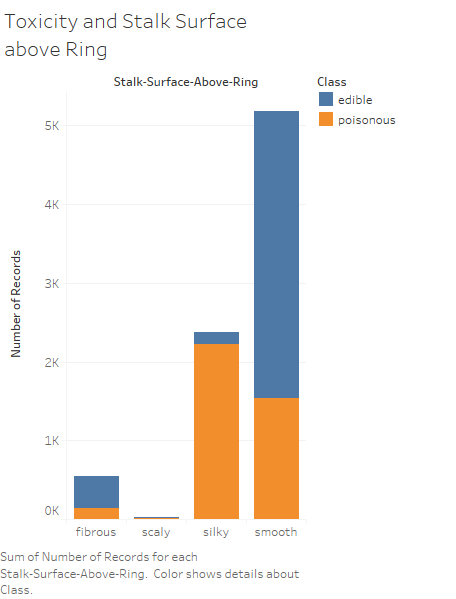 Toxicity and Stalk Surface
above Ring
Stalk-Surface-Above-Ring
Class
edible
poisonous
Number of Records
5K
4K
3K
2K
1K
0K
fibrous
scaly
silky
smooth
Sum of Number of Records for each
Stalk-Surface-Above-Ring. Color shows details about
Class.